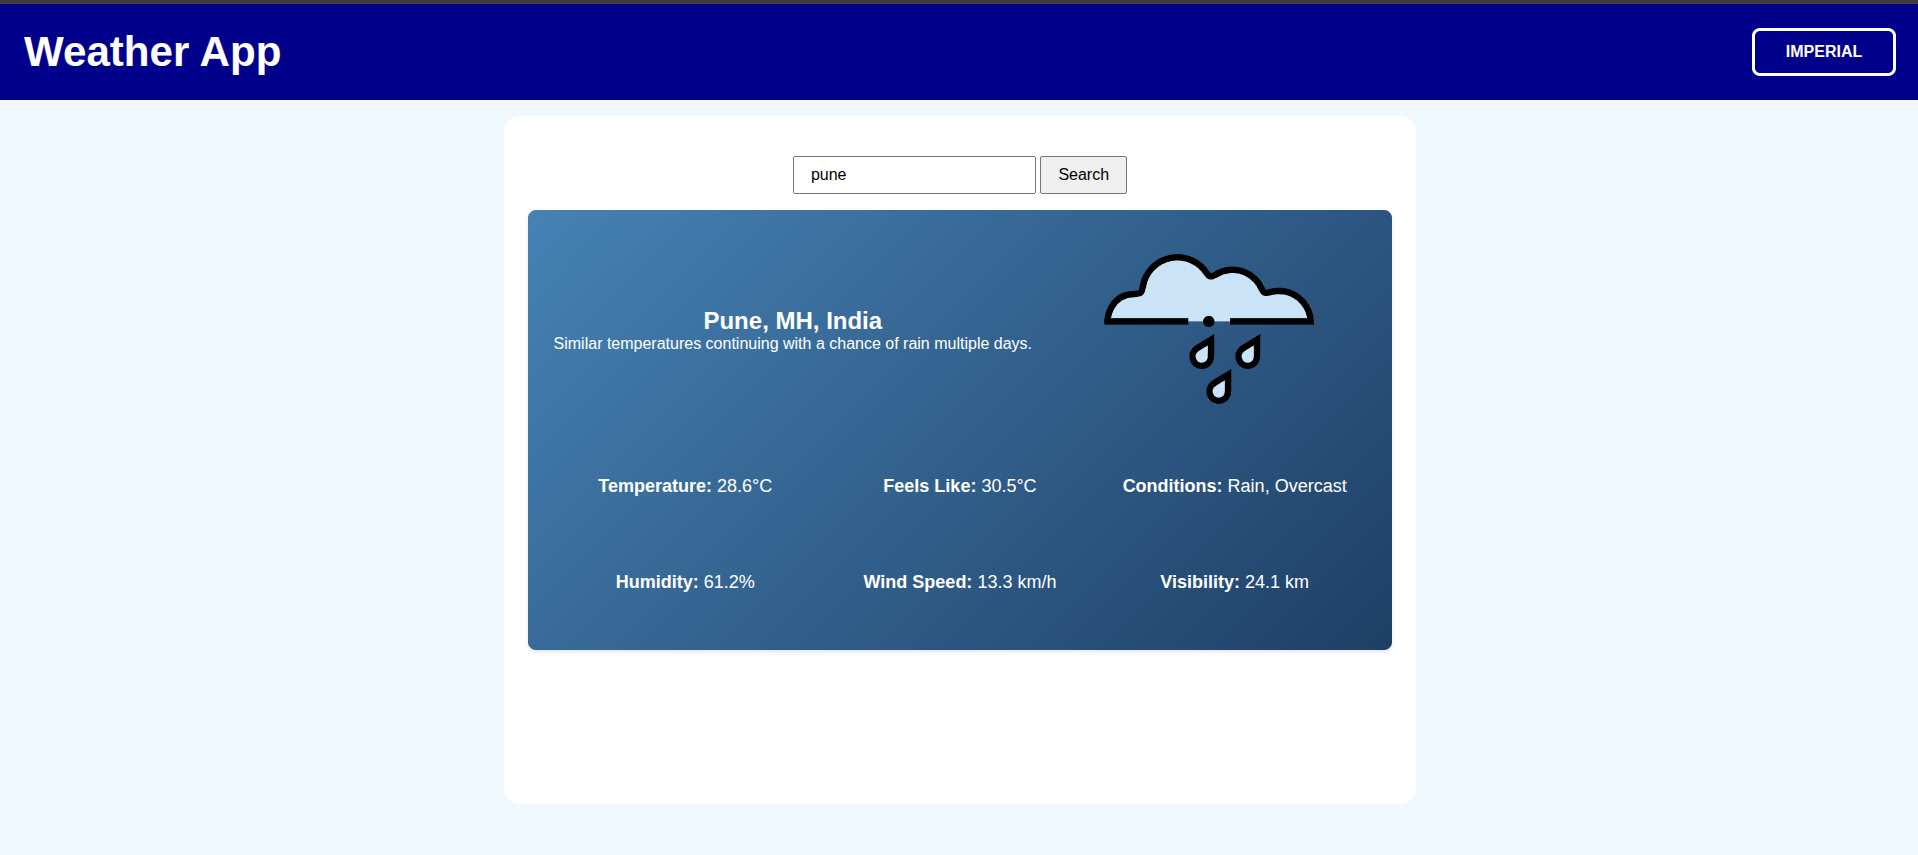 Weather App
IMPERIAL
pune
Search
Pune, MH, India
Similar temperatures continuing with a chance of rain multiple days.
Temperature: 28.6°C
Feels Like: 30.5°C
Conditions: Rain, Overcast
Humidity: 61.2%
Wind Speed: 13.3 km/h
Visibility: 24.1 km